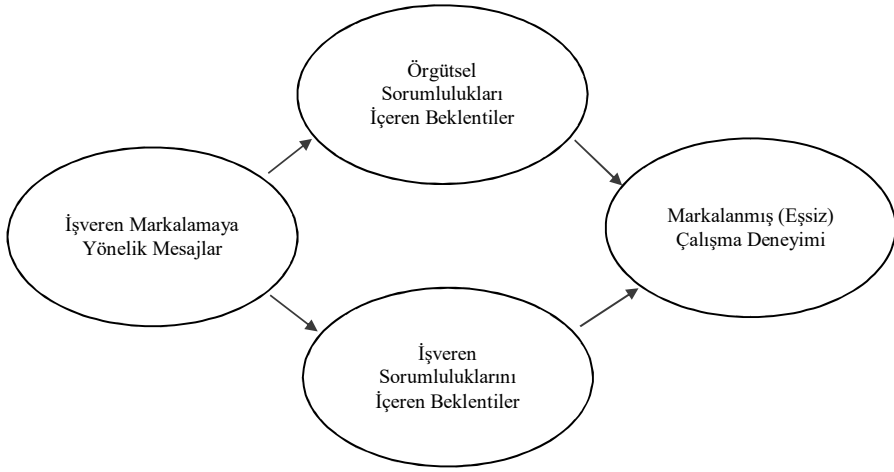 Örgütsel
Sorumlulukları
İçeren Beklentiler
İşveren Markalamaya
Yönelik Mesajlar
Markalanmış (Eşsiz)
Çalışma Deneyimi
İşveren
Sorumluluklarını
İçeren Beklentiler